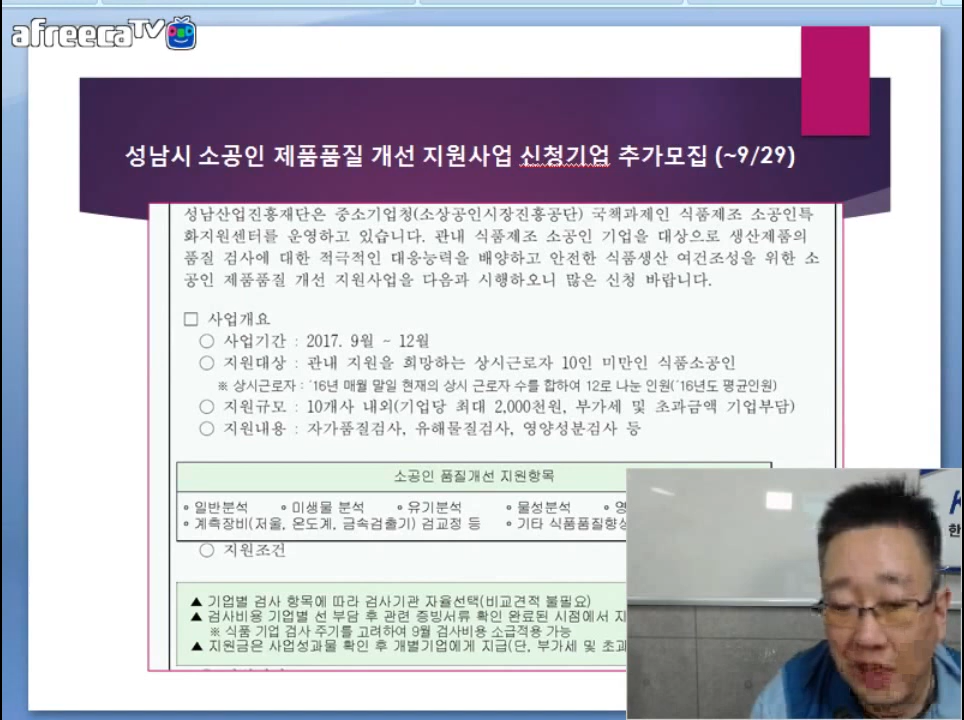 afreecaTV
성남시 소공인 제품품질 개선 지원사업 신청기업 추가모집 (~9/29)
성남산업진흥재단은 중소기업청(소상공인시장진흥공단) 국책과제인 식품제조 소공인특
화지원센터를 운영하고 있습니다. 관내 식품제조 소공인 기업을 대상으로 생산제품의
품질 검사에 대한 적극적인 대응능력을 배양하고 안전한 식품생산 여건조성을 위한 소
공인 제품품질 개선 지원사업을 다음과 시행하오니 많은 신청 바랍니다.
□ 사업개요
○ 사업기간 : 2017. 9월 ~ 12월
○ 지원대상 : 관내 지원을 희망하는 상시근로자 10인 미만인 식품소공인
※ 상시근로자 : '16년 매월 말일 현재의 상시 근로자 수를 합하여 12로 나눈 인원('16년도 평균인원)
○ 지원규모 : 10개사 내외(기업당 최대 2,000천원, 부가세 및 초과금액 기업부담)
○ 지원내용 : 자가품질검사, 유해물질검사, 영양성분검사 등
소공인 품질개선 지원항목
∘ 일반분석 ∘ 미생물 분석 ∘ 유기분석 ∘ 물성분석 ∘ 영
∘ 계측장비(저울, 온도계, 금속검출기) 검교정 등 ∘ 기타 식품품질향상
○ 지원조건
▲ 기업별 검사 항목에 따라 검사기관 자율선택(비교견적 불필요)
▲ 검사비용 기업별 선 부담 후 관련 증빙서류 확인 완료된 시점에서 지
※ 식품 기업 검사 주기를 고려하여 9월 검사비용 소급적용 가능
▲ 지원금은 사업성과물 확인 후 개별기업에게 지급(단, 부가세 및 초과
K
한